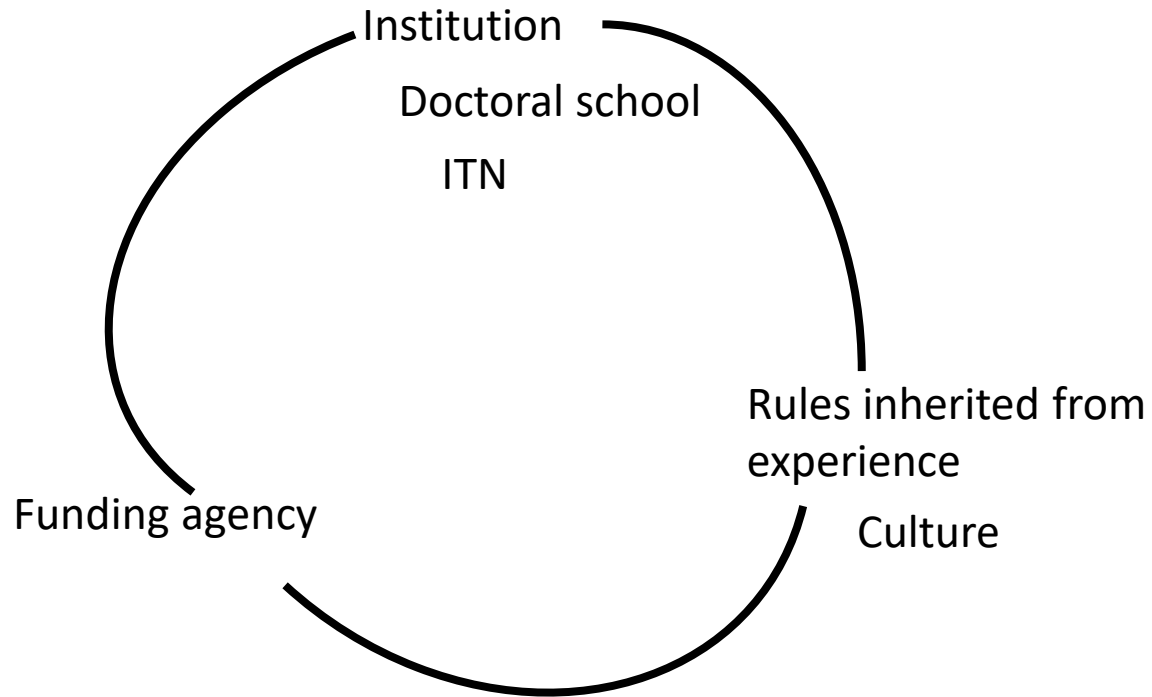 Institution
Doctoral school
ITN
Rules inherited from
experience
Funding agency
Culture